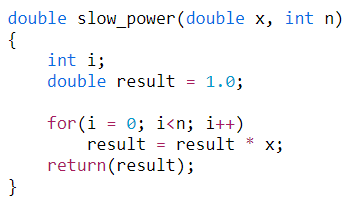 double slow_power(double x, int n)
{
    int i;
    double result = 1.0;

    for(i = 0; i<n; i++)
        result = result * x;
    return(result);
}